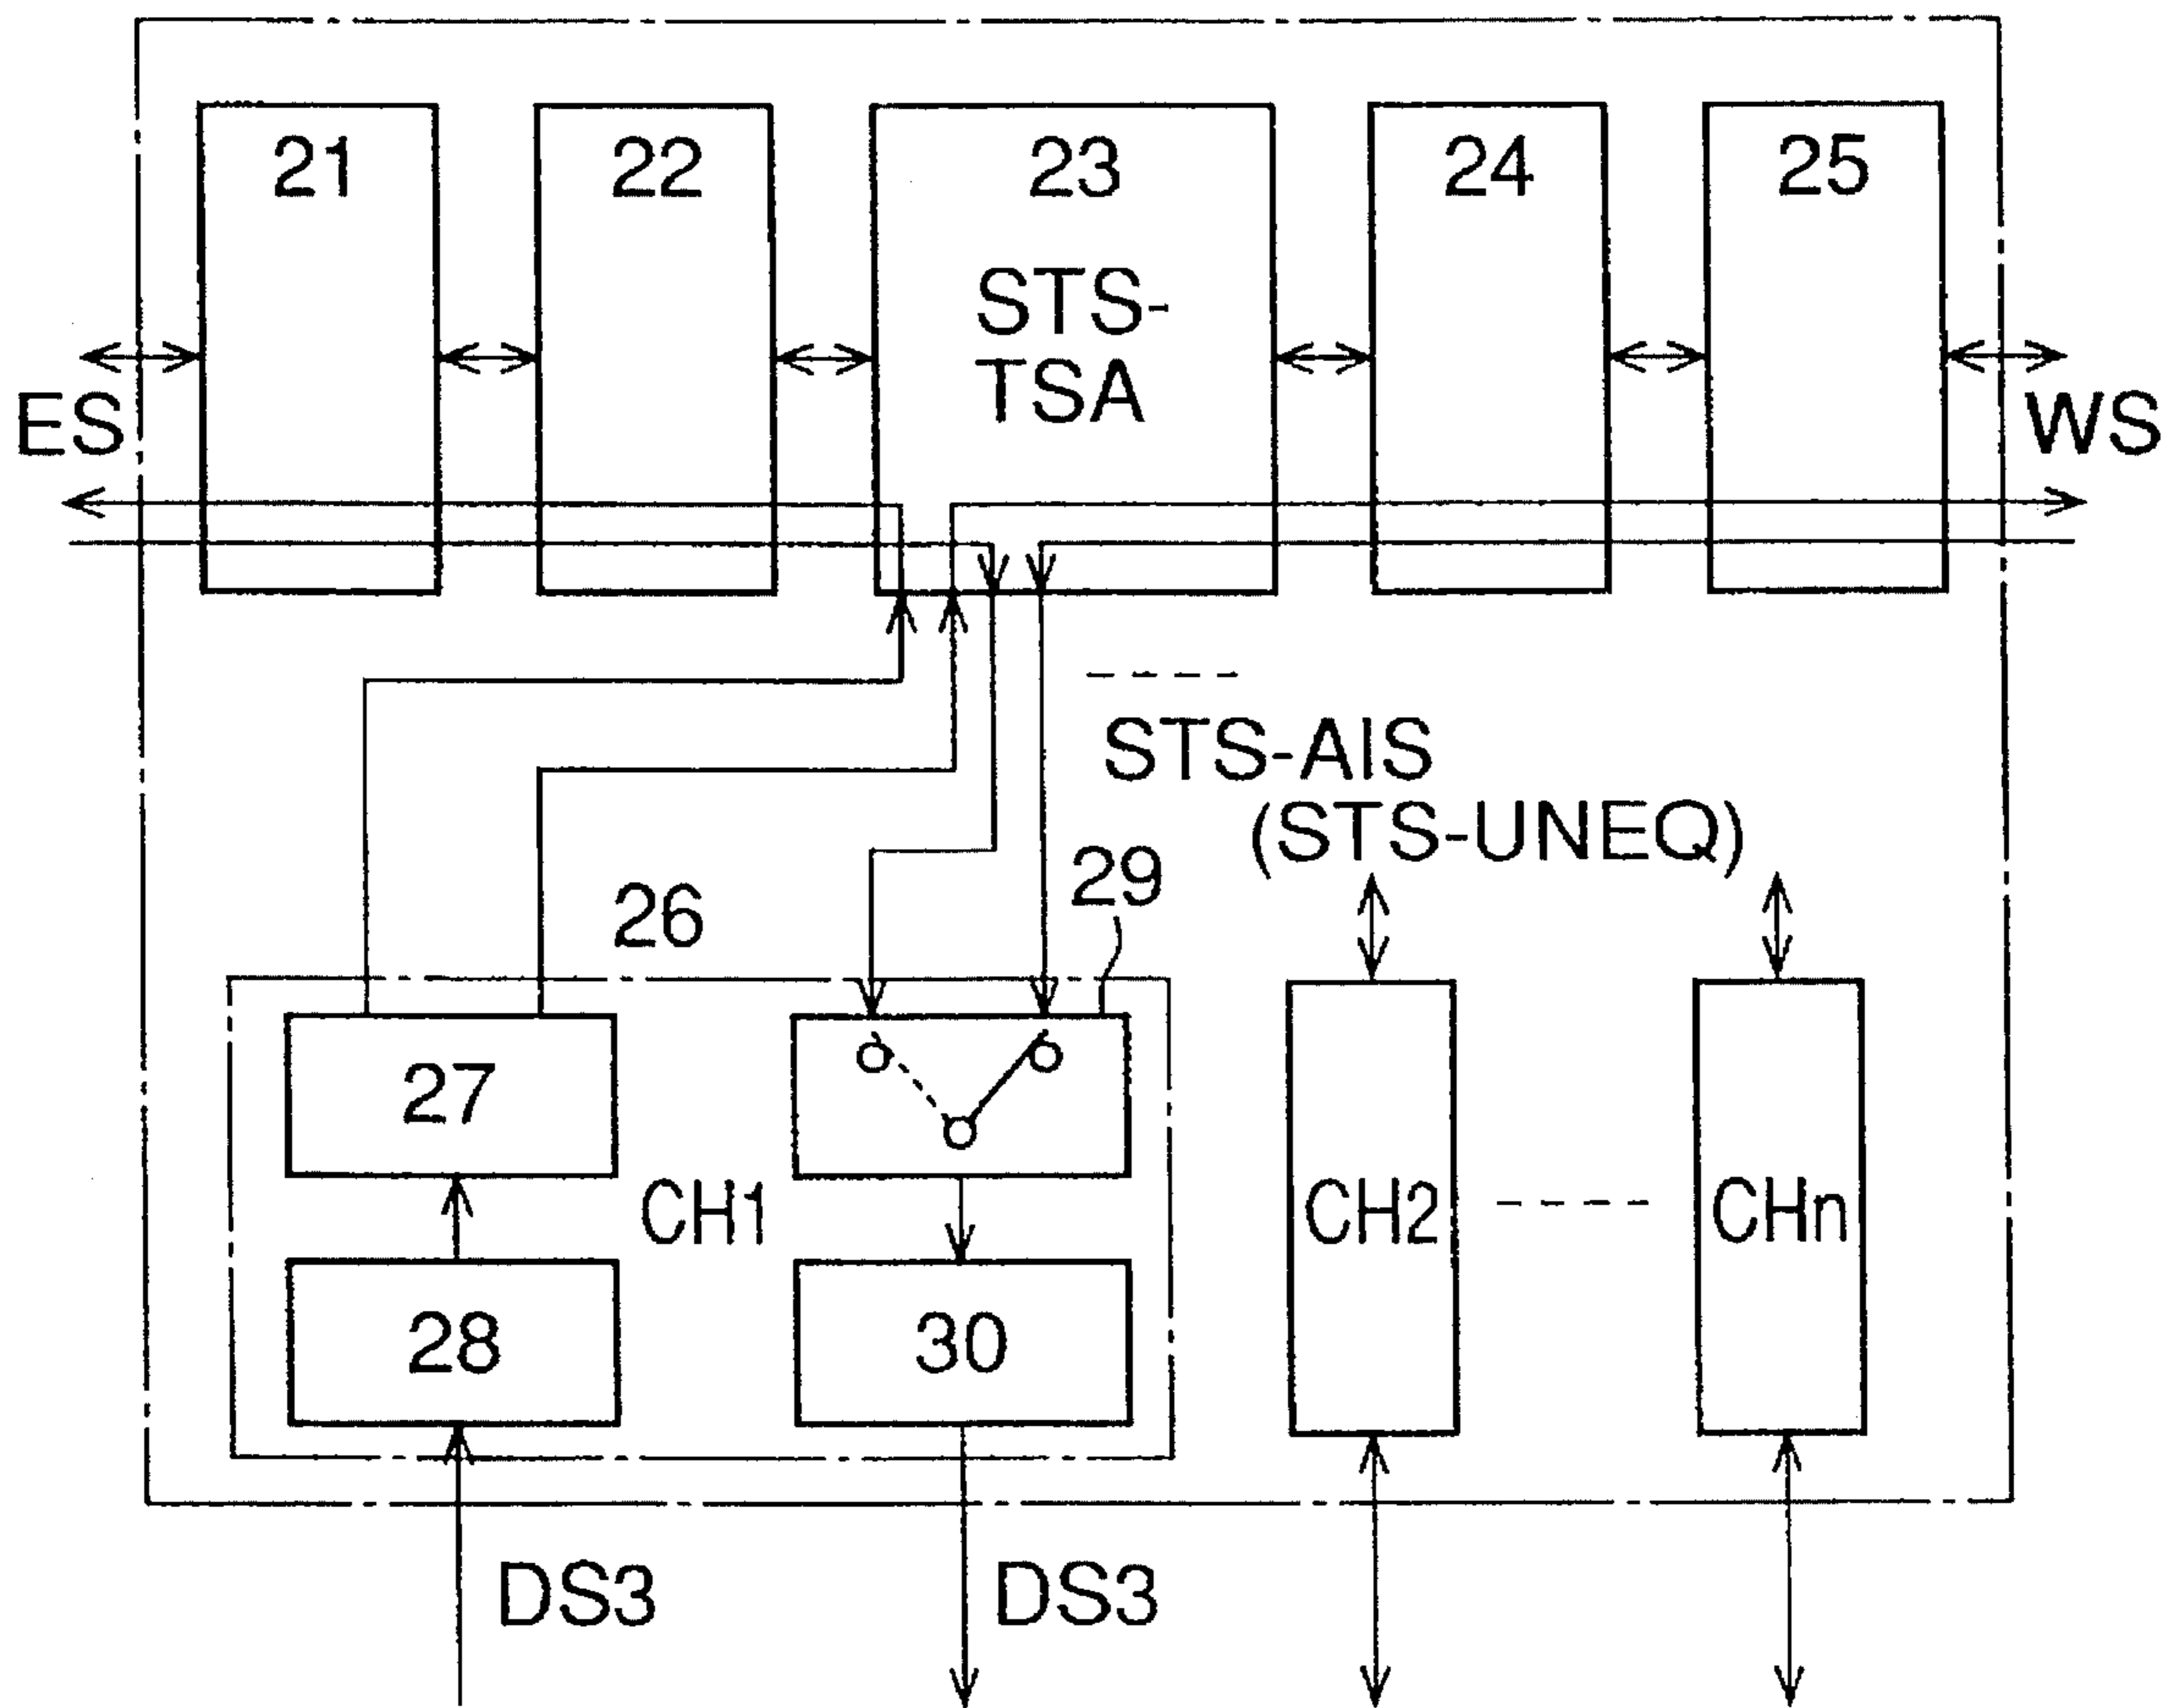 21
22
23
24
25
STS-
TSA
ES
WS
STS-AIS
(STS-UNEQ)
26
29
27
CH1
CH2
CHn
28
30
DS3
DS3